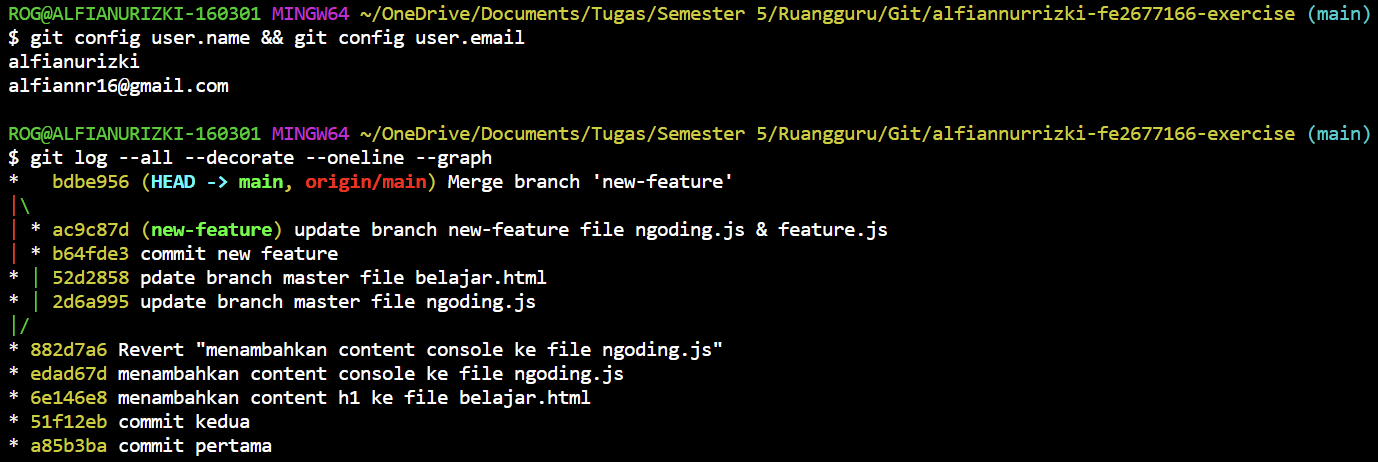 ROG@ALFIANURIZKI-160301 MINGW64 ~/OneDrive/Documents/Tugas/Semester 5/Ruangguru/Git/alfiannurrizki-fe2677166-exercise (main)
$ git config user.name && git config user.email
alfianurizki
alfiannr16@gmail.com

ROG@ALFIANURIZKI-160301 MINGW64 ~/OneDrive/Documents/Tugas/Semester 5/Ruangguru/Git/alfiannurrizki-fe2677166-exercise (main)
$ git log --all --decorate --oneline --graph
*   bdbe956 (HEAD -> main, origin/main) Merge branch 'new-feature'
|\
| * ac9c87d (new-feature) update branch new-feature file ngoding.js & feature.js
| * b64fde3 commit new feature
* | 52d2858 pdate branch master file belajar.html
* | 2d6a995 update branch master file ngoding.js
|/
* 882d7a6 Revert "menambahkan content console ke file ngoding.js"
* edad67d menambahkan content console ke file ngoding.js
* 6e146e8 menambahkan content h1 ke file belajar.html
* 51f12eb commit kedua
* a85b3ba commit pertama